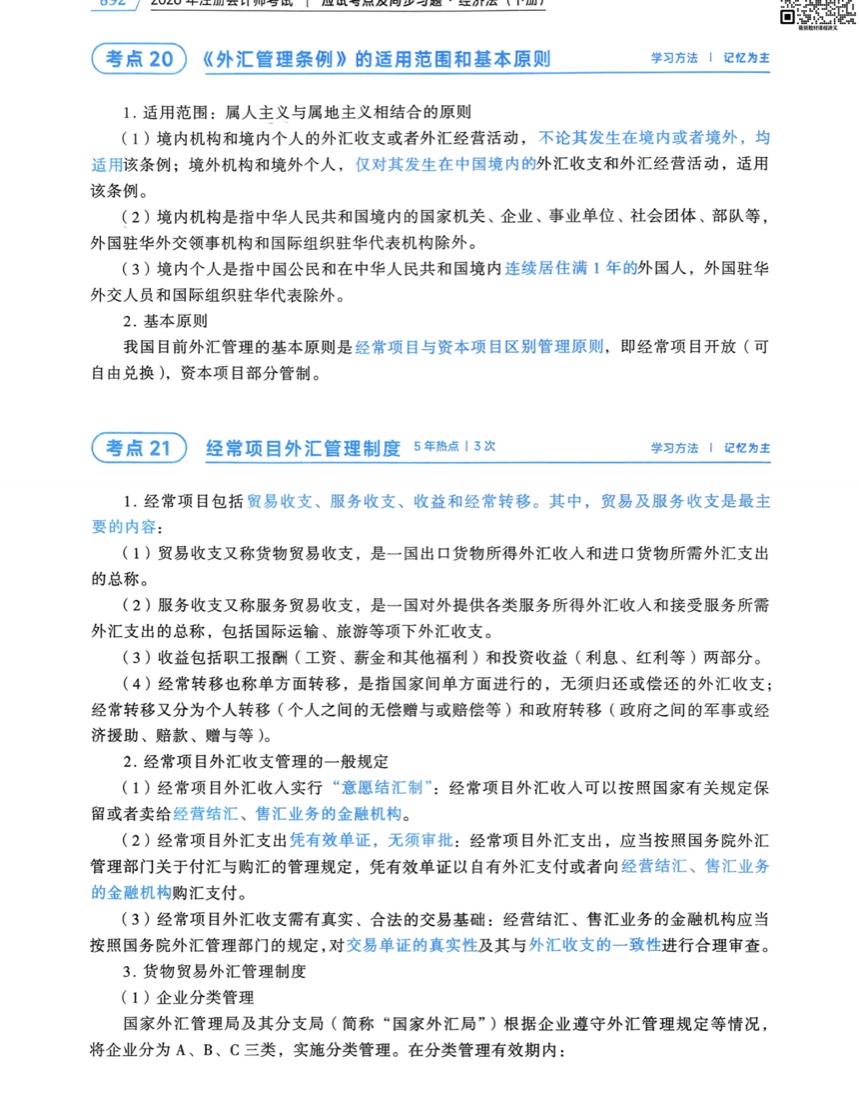 892 2026 年注册会计师考试 | 应试考点及同步习题·经济法(下册)
考点 20 《外汇管理条例》的适用范围和基本原则 学习方法 | 记忆为主
1. 适用范围：属人主义与属地主义相结合的原则
（1）境内机构和境内个人的外汇收支或者外汇经营活动，不论其发生在境内或者境外，均
适用该条例；境外机构和境外个人，仅对其发生在中国境内的外汇收支和外汇经营活动，适用
该条例。
（2）境内机构是指中华人民共和国境内的国家机关、企业、事业单位、社会团体、部队等，
外国驻华外交领事机构和国际组织驻华代表机构除外。
（3）境内个人是指中国公民和在中华人民共和国境内连续居住满 1 年的外国人，外国驻华
外交人员和国际组织驻华代表除外。
2. 基本原则
我国目前外汇管理的基本原则是经常项目与资本项目区别管理原则，即经常项目开放（可
自由兑换），资本项目部分管制。
考点 21 经常项目外汇管理制度 5 年热点 | 3 次 学习方法 | 记忆为主
1. 经常项目包括贸易收支、服务收支、收益和经常转移。其中，贸易及服务收支是最主
要的内容：
（1）贸易收支又称货物贸易收支，是一国出口货物所得外汇收入和进口货物所需外汇支出
的总称。
（2）服务收支又称服务贸易收支，是一国对外提供各类服务所得外汇收入和接受服务所需
外汇支出的总称，包括国际运输、旅游等项下外汇收支。
（3）收益包括职工报酬（工资、薪金和其他福利）和投资收益（利息、红利等）两部分。
（4）经常转移也称单方面转移，是指国家间单方面进行的，无须归还或偿还的外汇收支；
经常转移又分为个人转移（个人之间的无偿赠与或赔偿等）和政府转移（政府之间的军事或经
济援助、赔款、赠与等）。
2. 经常项目外汇收支管理的一般规定
（1）经常项目外汇收入实行“意愿结汇制”：经常项目外汇收入可以按照国家有关规定保
留或者卖给经营结汇、售汇业务的金融机构。
（2）经常项目外汇支出凭有效单证，无须审批：经常项目外汇支出，应当按照国务院外汇
管理部门关于付汇与购汇的管理规定，凭有效单证以自有外汇支付或者向经营结汇、售汇业务
的金融机构购汇支付。
（3）经常项目外汇收支需有真实、合法的交易基础：经营结汇、售汇业务的金融机构应当
按照国务院外汇管理部门的规定，对交易单证的真实性及其与外汇收支的一致性进行合理审查。
3. 货物贸易外汇管理制度
（1）企业分类管理
国家外汇管理局及其分支局（简称“国家外汇局”）根据企业遵守外汇管理规定等情况，
将企业分为 A、B、C 三类，实施分类管理。在分类管理有效期内：